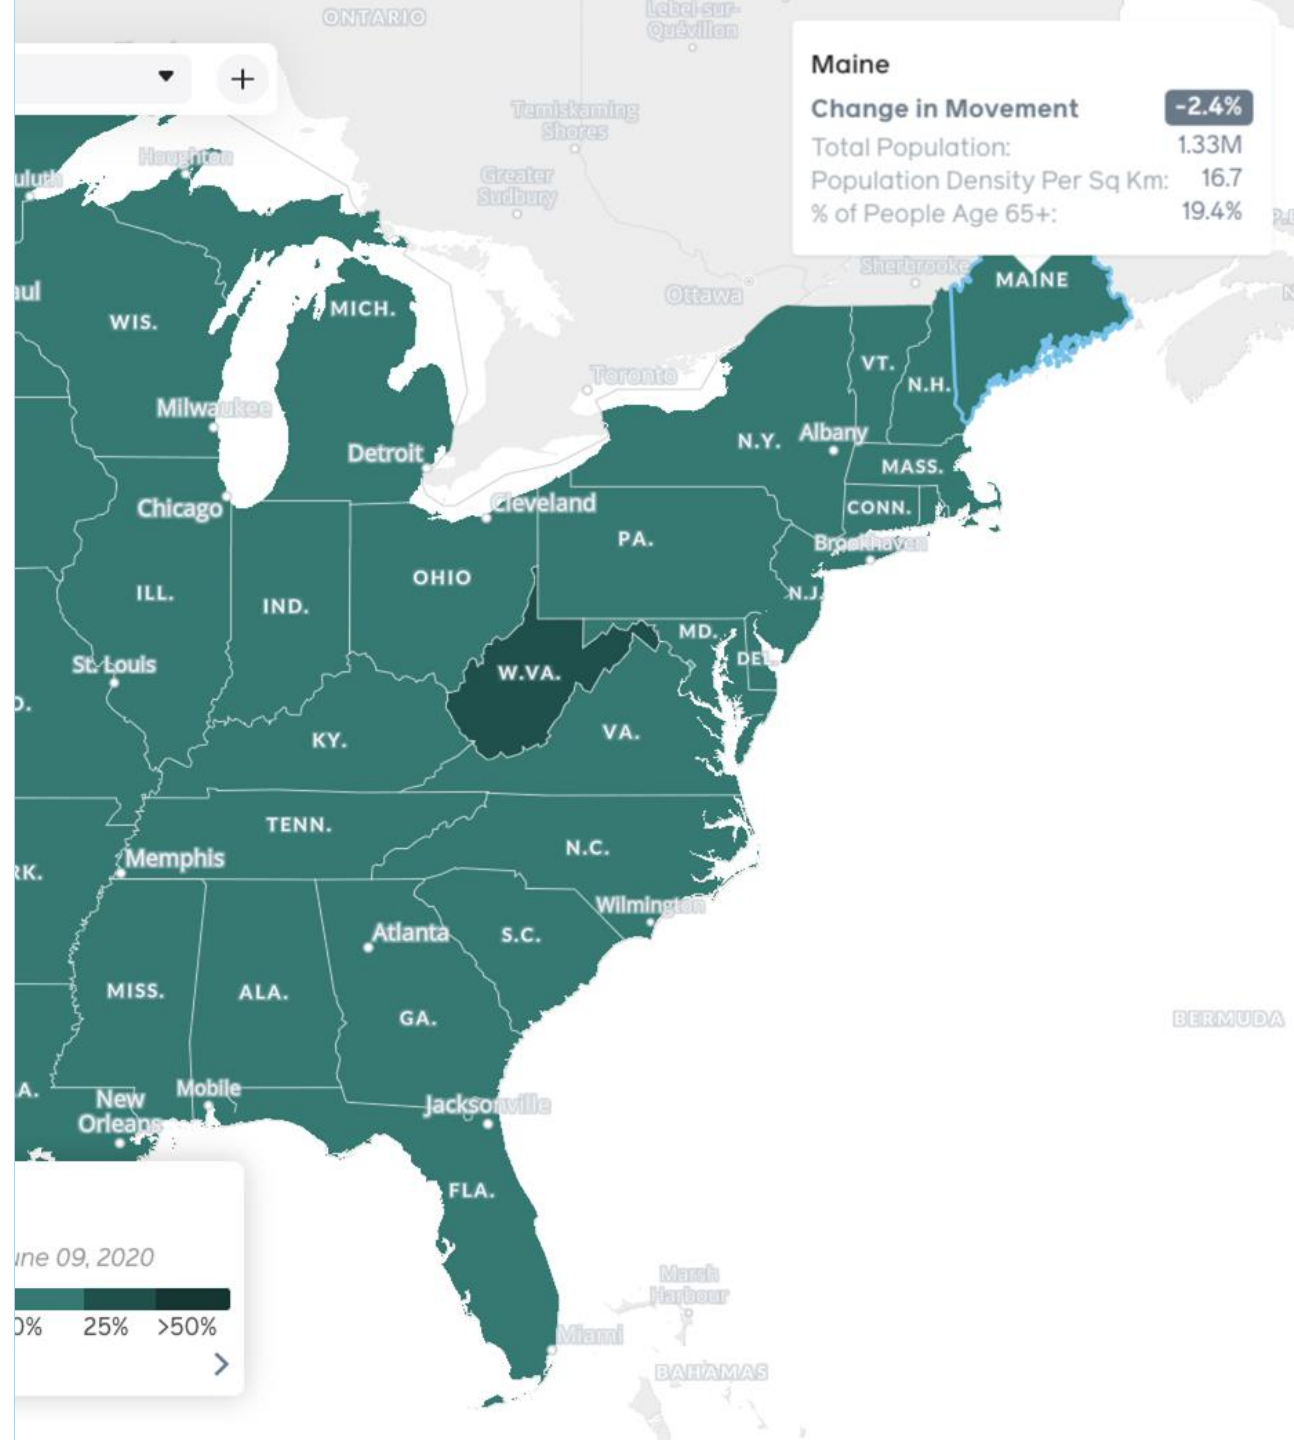 ONTARIO
Lebel-sur-
Quévillon
Maine
Change in Movement -2.4%
Total Population: 1.33M
Population Density Per Sq Km: 16.7
% of People Age 65+: 19.4%
+
Temiskaming
Shores
Houghton
uluth
Greater
Sudbury
Sherbrooke
MAINE
Ottawa
aul
WIS.
MICH.
VT.
N.H.
Toronto
Milwaukee
N.Y.
Albany
Detroit
MASS.
Chicago
Cleveland
CONN.
PA.
Brookhaven
OHIO
ILL.
IND.
N.J.
MD.
DEL.
St. Louis
W.VA.
O.
KY.
VA.
TENN.
N.C.
Memphis
RK.
Wilmington
Atlanta
S.C.
MISS.
ALA.
GA.
BERMUDA
A.
New
Orleans
Mobile
Jacksonville
FLA.
une 09, 2020
0% 25% >50%
Marsh
Harbour
Miami
BAHAMAS